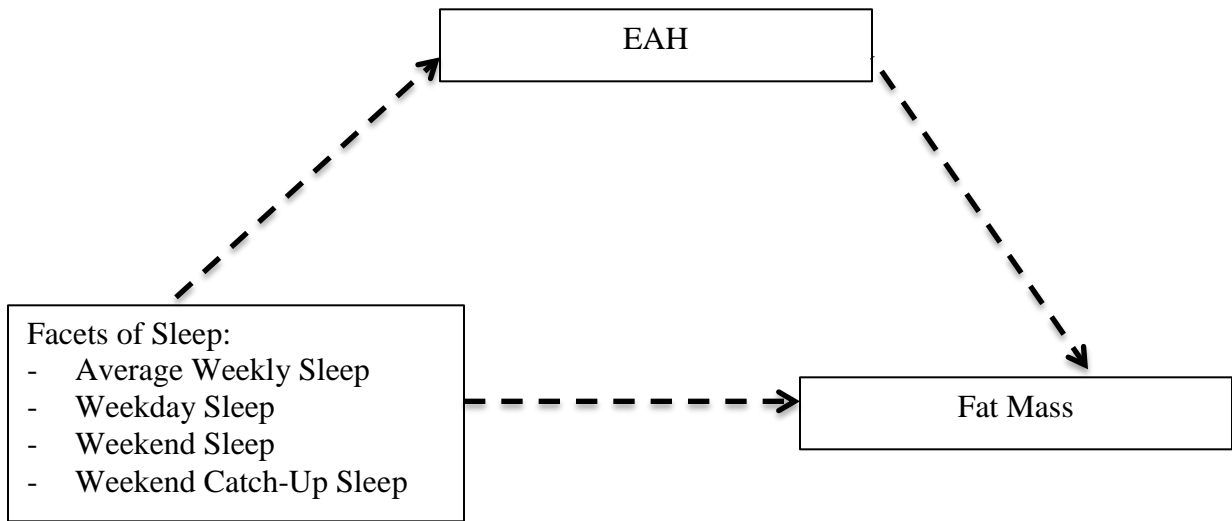 EAH
Facets of Sleep:
- Average Weekly Sleep
- Weekday Sleep
- Weekend Sleep
- Weekend Catch-Up Sleep
Fat Mass